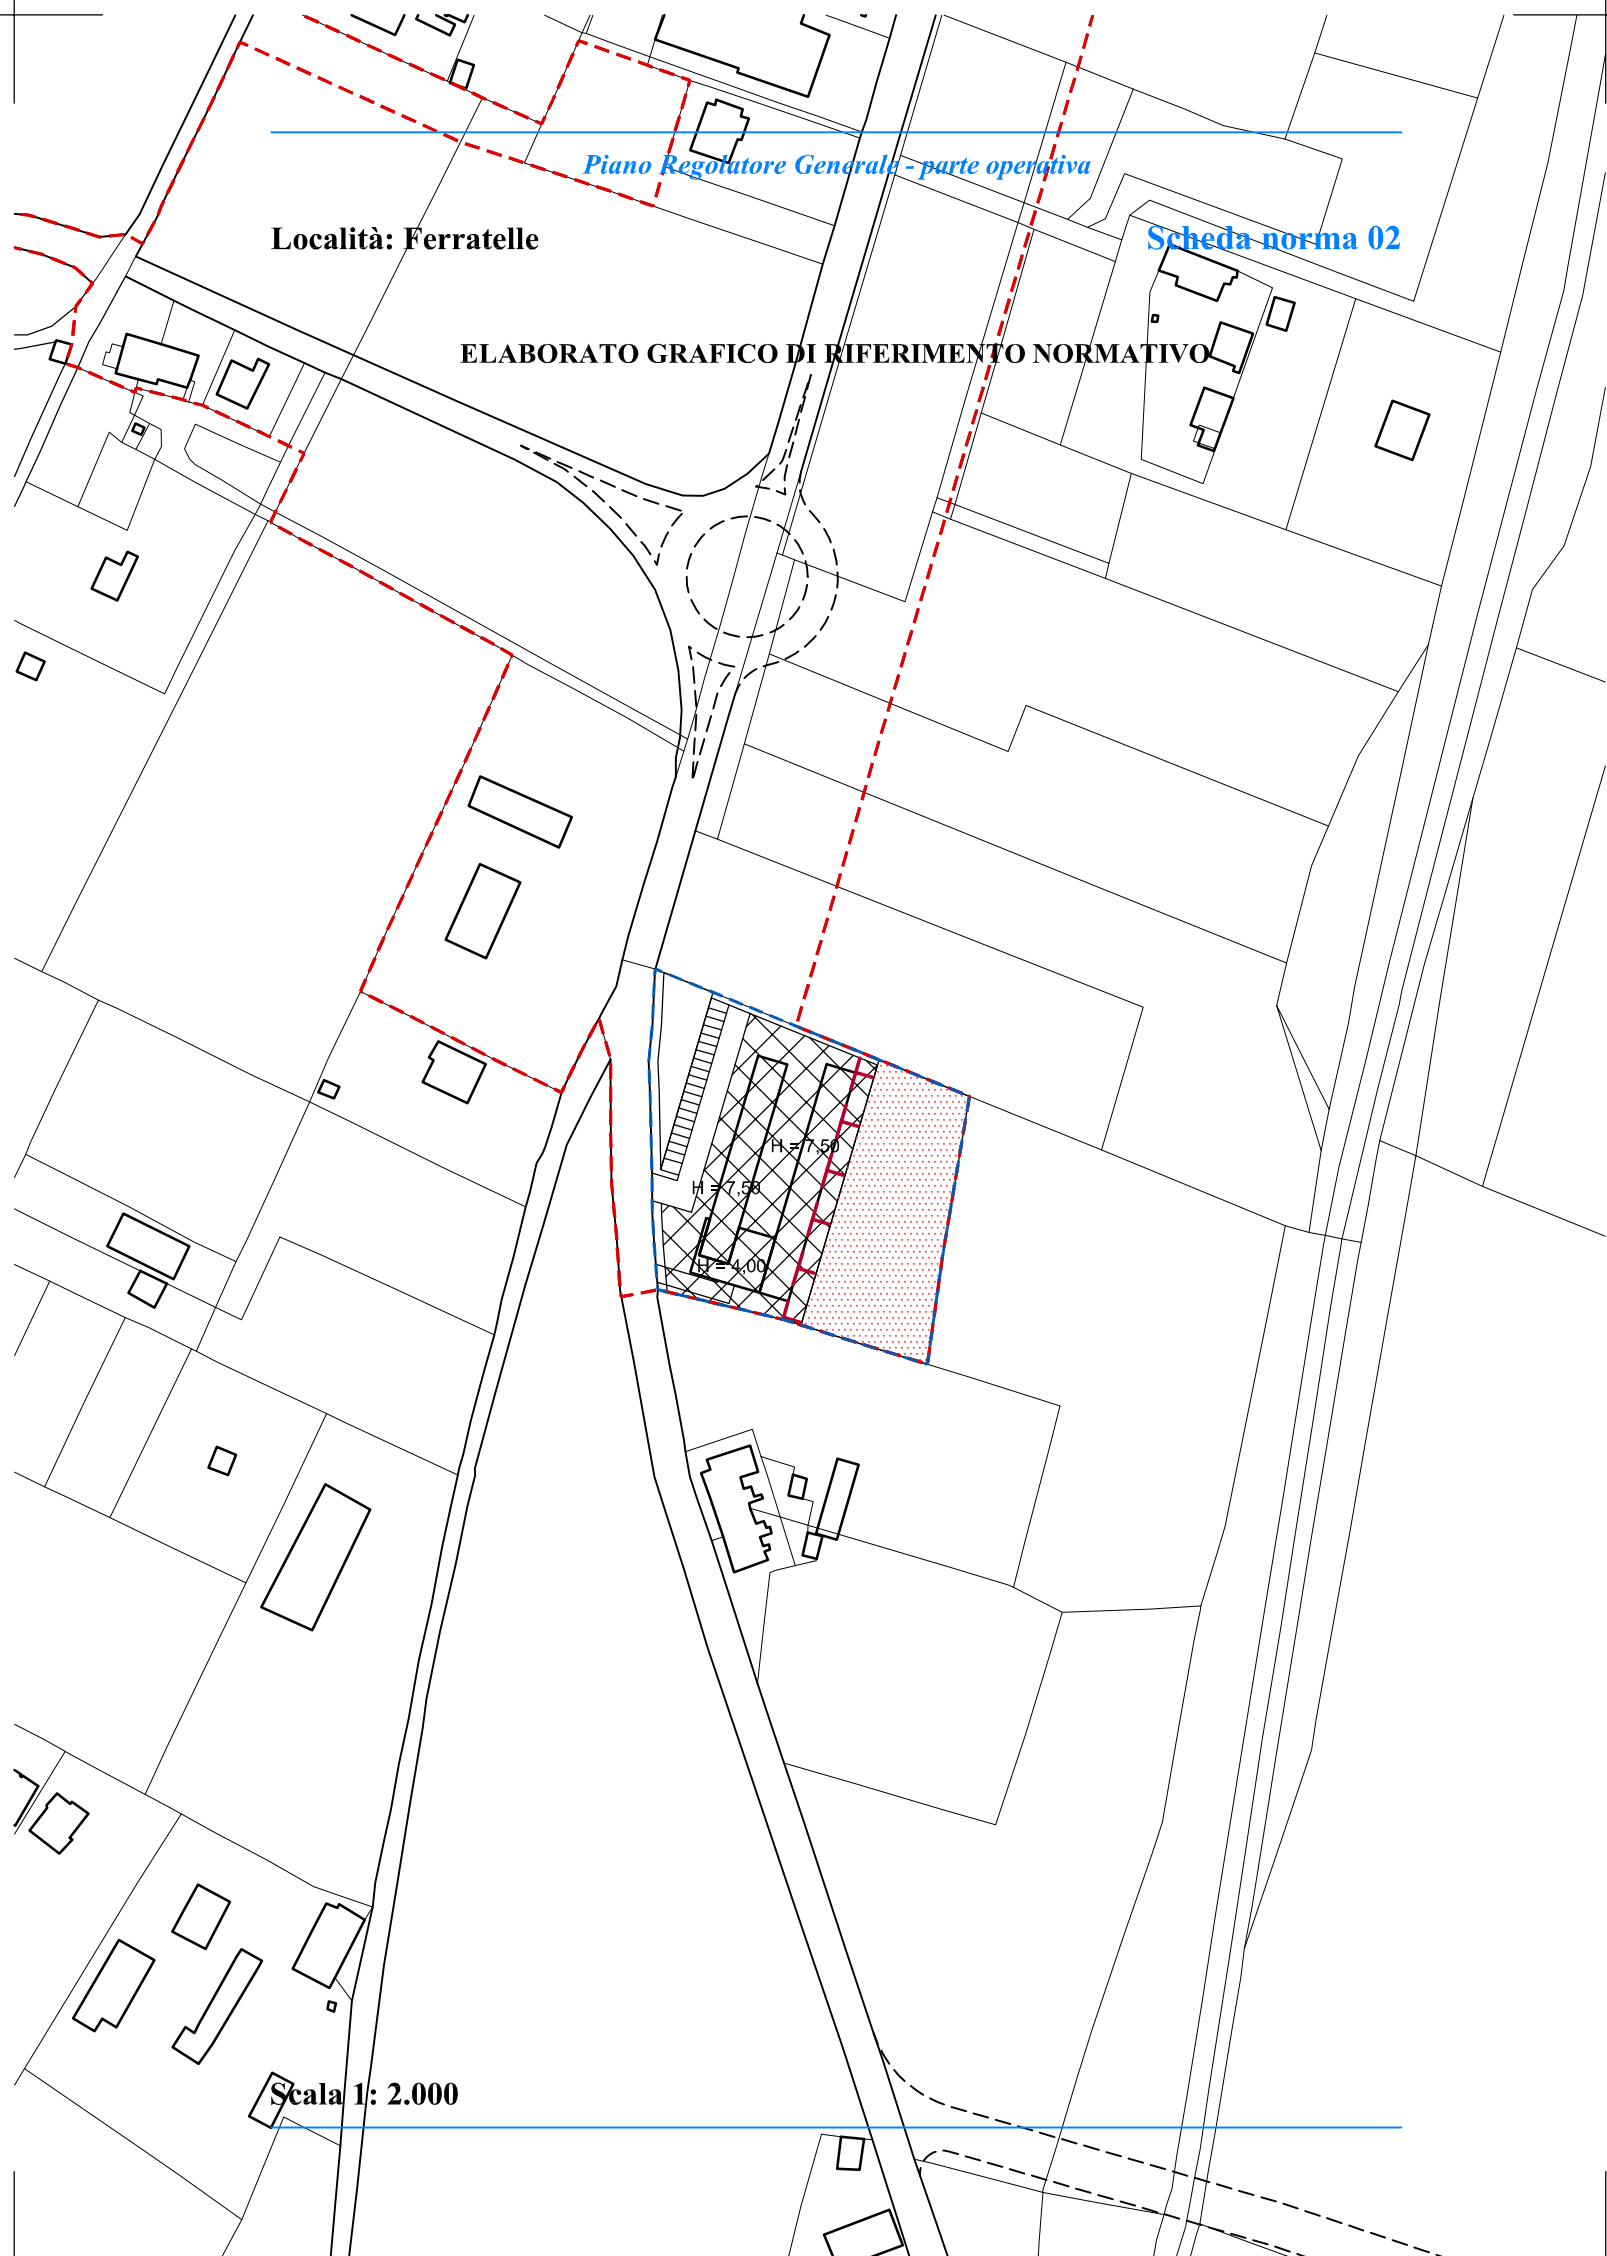 Piano Regolatore Generale - parte operativa
Località: Ferratelle
Scheda norma 02
ELABORATO GRAFICO DI RIFERIMENTO NORMATIVO
H = 7,50
H = 7,50
H = 4,00
Scala 1: 2.000